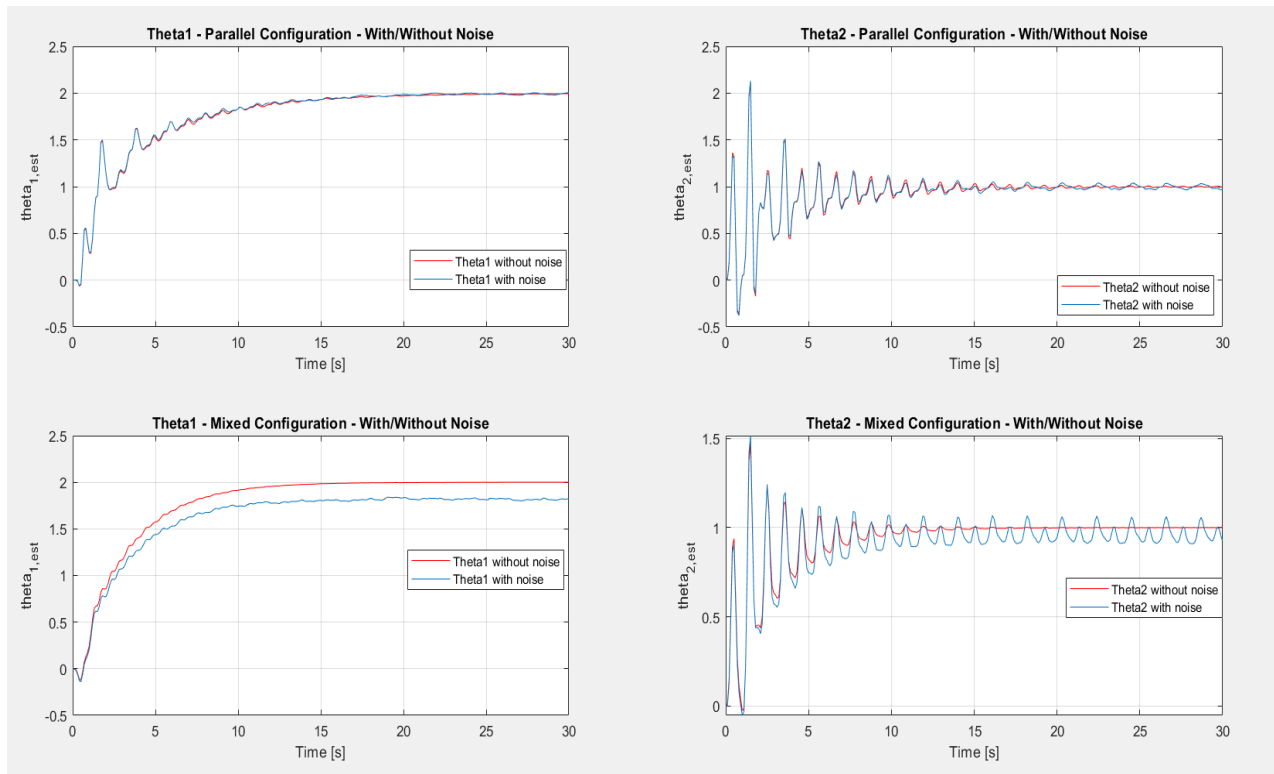 Theta1 - Parallel Configuration - With/Without Noise
2.5
2
1.5
1
0.5
0
-0.5
theta1,est
0 5 10 15 20 25 30
Time [s]
Theta1 without noise
Theta1 with noise
Theta2 - Parallel Configuration - With/Without Noise
2.5
2
1.5
1
0.5
0
-0.5
theta2,est
0 5 10 15 20 25 30
Time [s]
Theta2 without noise
Theta2 with noise
Theta1 - Mixed Configuration - With/Without Noise
2.5
2
1.5
1
0.5
0
-0.5
theta1,est
0 5 10 15 20 25 30
Time [s]
Theta1 without noise
Theta1 with noise
Theta2 - Mixed Configuration - With/Without Noise
1.5
1
0.5
0
theta2,est
0 5 10 15 20 25 30
Time [s]
Theta2 without noise
Theta2 with noise